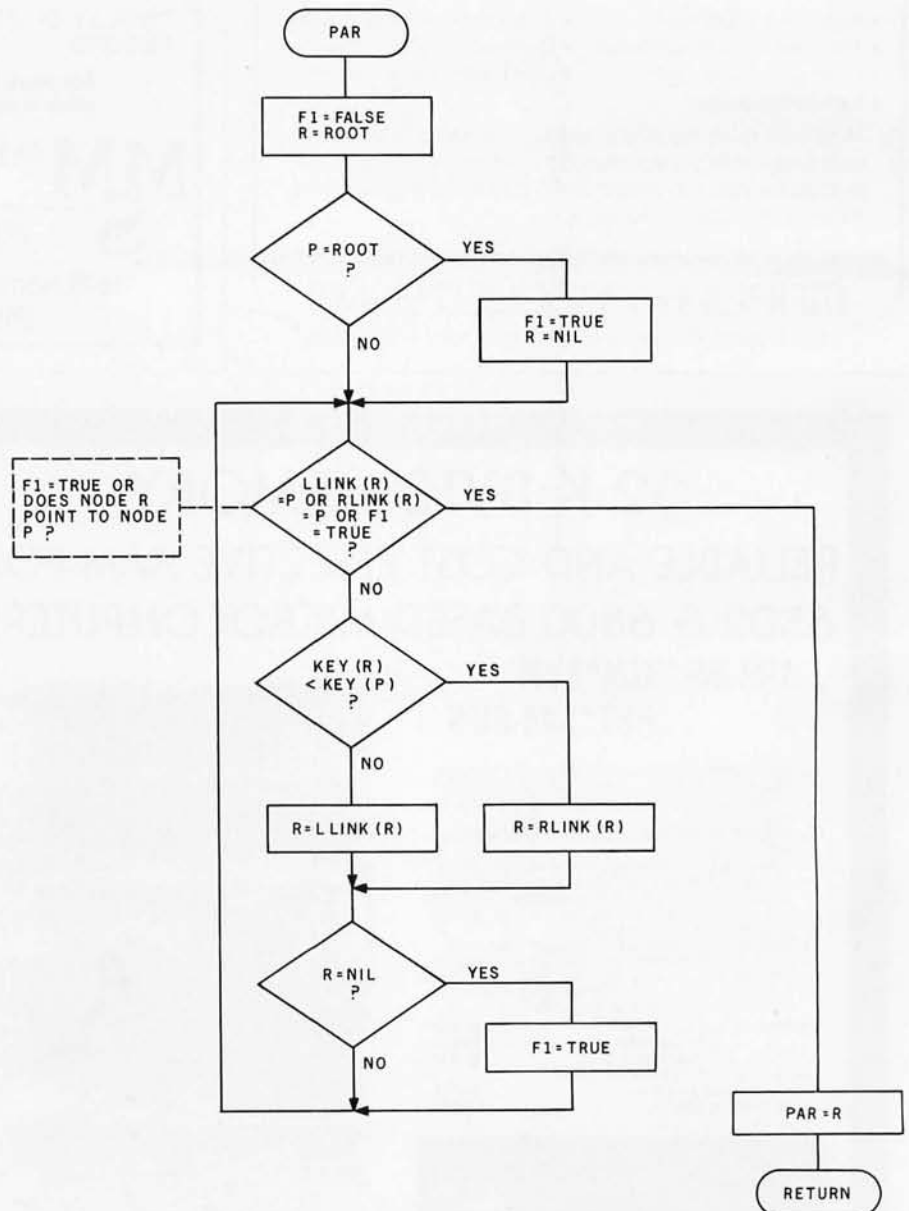 PAR
F1=FALSE
R=ROOT
P=ROOT
?
YES
NO
F1=TRUE
R=NIL
F1=TRUE OR
DOES NODE R
POINT TO NODE
P ?
LLINK(R)
=P OR RLINK(R)
=P OR F1
=TRUE
?
YES
NO
KEY(R)
<KEY(P)
?
YES
NO
R=LLINK(R)
R=RLINK(R)
R=NIL
?
YES
NO
F1=TRUE
PAR=R
RETURN